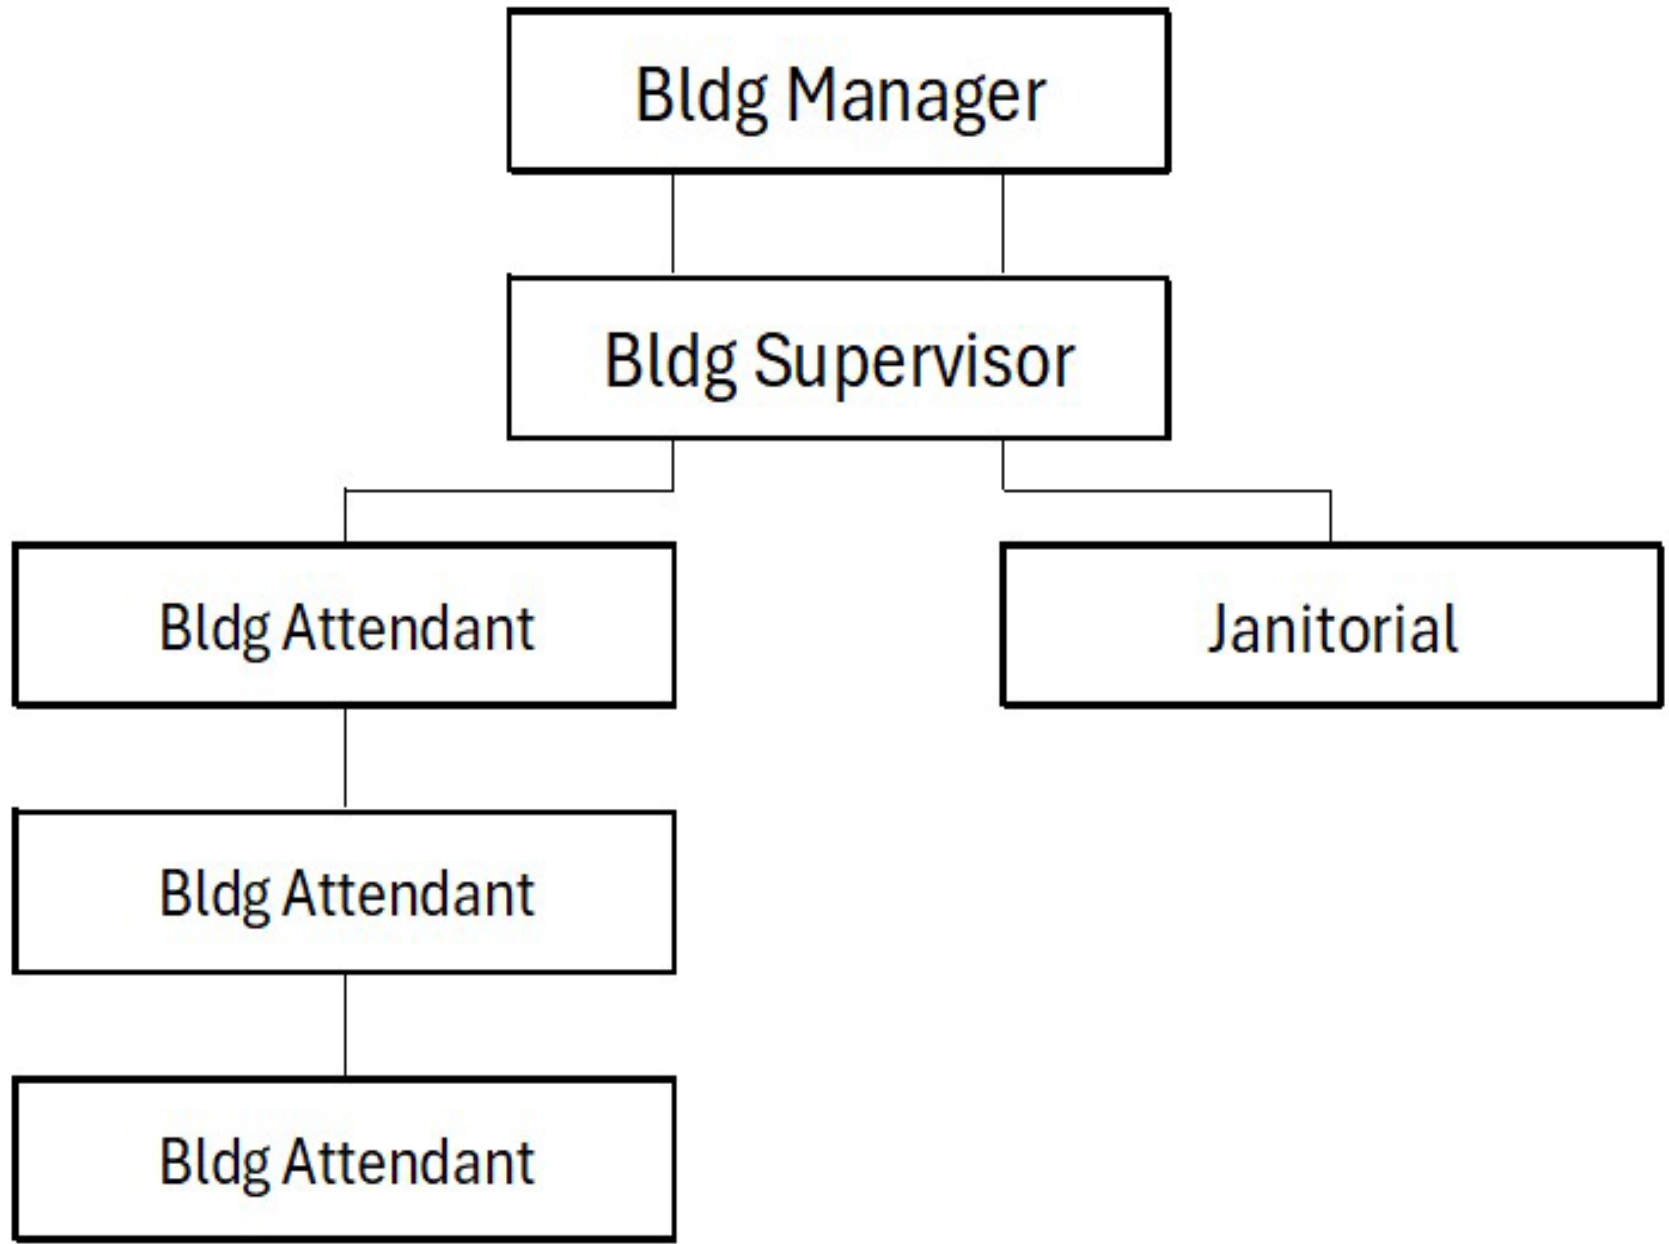 Bldg Manager
Bldg Supervisor
Bldg Attendant
Janitorial
Bldg Attendant
Bldg Attendant